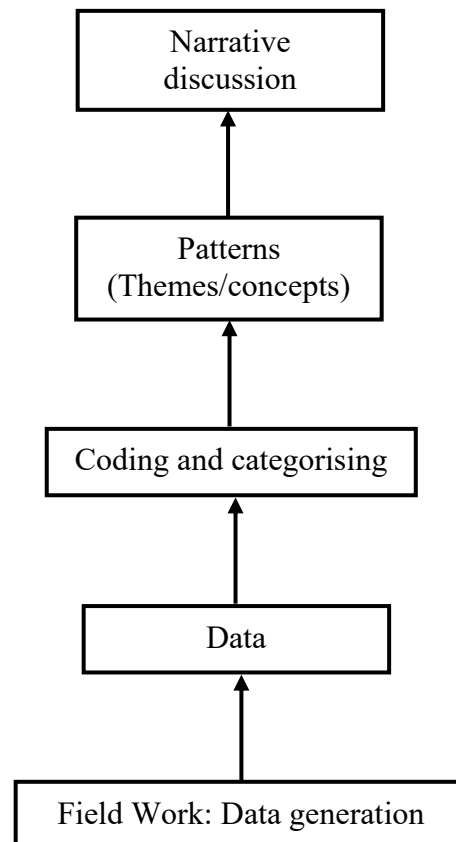 Narrative
discussion
Patterns
(Themes/concepts)
Coding and categorising
Data
Field Work: Data generation